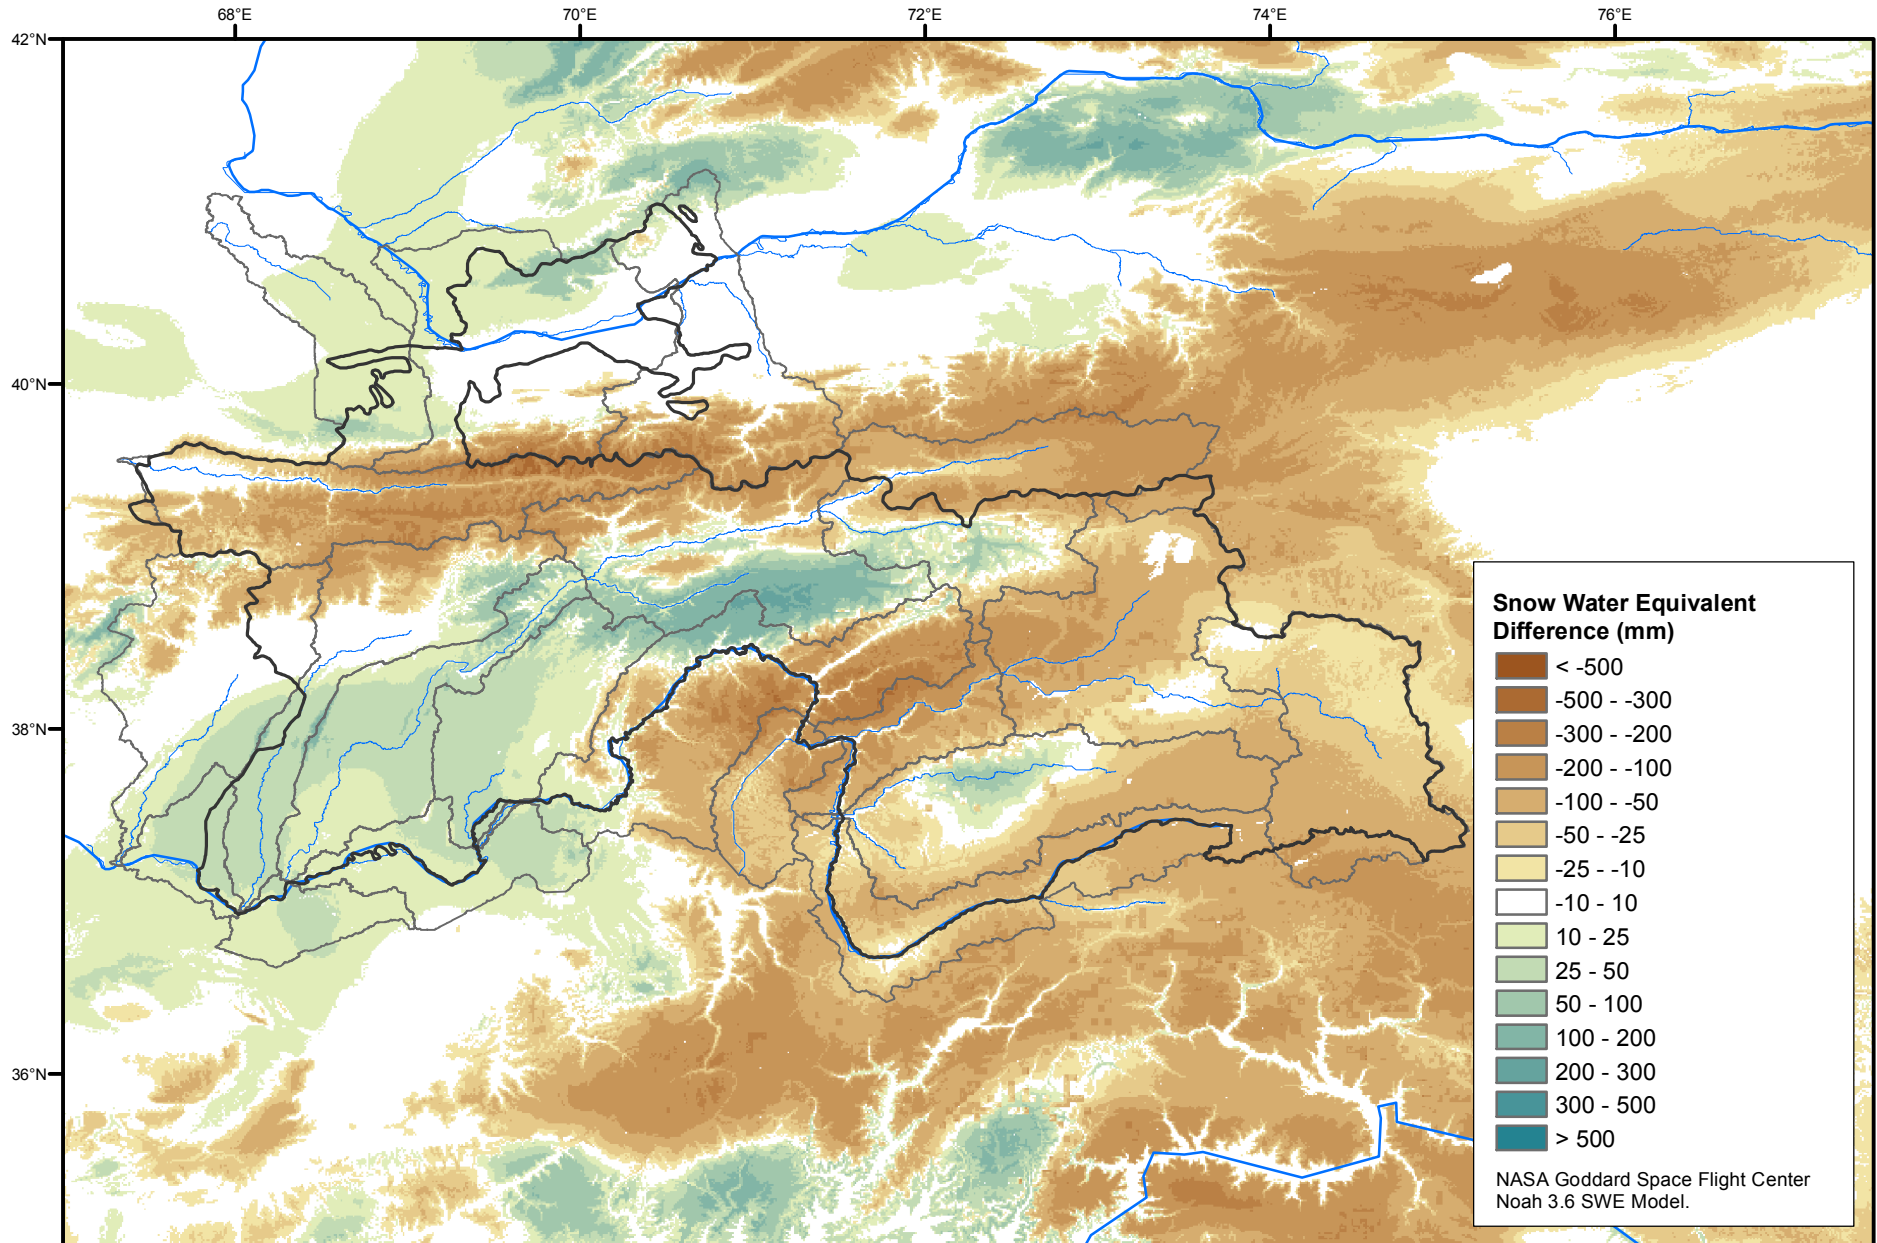 68°E 70°E 72°E 74°E 76°E
42°N
40°N
38°N
36°N
Snow Water Equivalent
Difference (mm)
< -500
-500 - -300
-300 - -200
-200 - -100
-100 - -50
-50 - -25
-25 - -10
-10 - 10
10 - 25
25 - 50
50 - 100
100 - 200
200 - 300
300 - 500
> 500
NASA Goddard Space Flight Center
Noah 3.6 SWE Model.